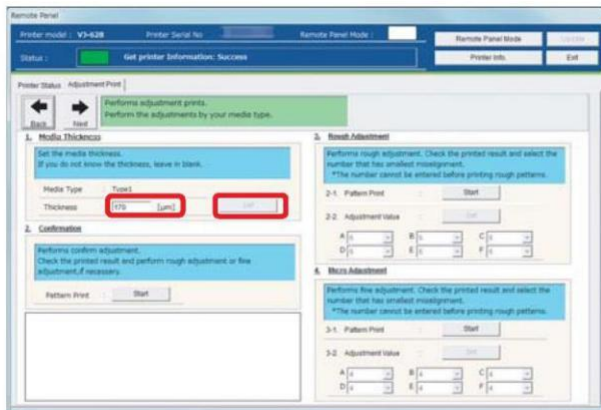 Remote Panel
Printer model : VJ-628
Printer Serial No
Remote Panel Mode :
Remote Panel Mode
Status :
Get printer Information: Success
Printer Info.
Exit
Printer Status
Adjustment Print
Back
Next
Performs adjustment prints.
Perform the adjustments by your media type.
1. Media Thickness
Set the media thickness.
If you do not know the thickness, leave in blank.
Media Type : Type1
Thickness : 170 [μm]
Set
2. Confirmation
Performs confirm adjustment.
Check the printed result and perform rough adjustment or fine
adjustment,if necessary.
Pattern Print : Start
3. Rough Adjustment
Performs rough adjustment. Check the printed result and select the
number that has smallest misalignment.
*The number cannot be entered before printing rough patterns.
2-1. Pattern Print : Start
2-2. Adjustment Value : Set
A B C
D E F
4. Micro Adjustment
Performs fine adjustment. Check the printed result and select the
number that has smallest misalignment.
*The number cannot be entered before printing rough patterns.
3-1. Pattern Print : Start
3-2. Adjustment Value : Set
A B C
D E F